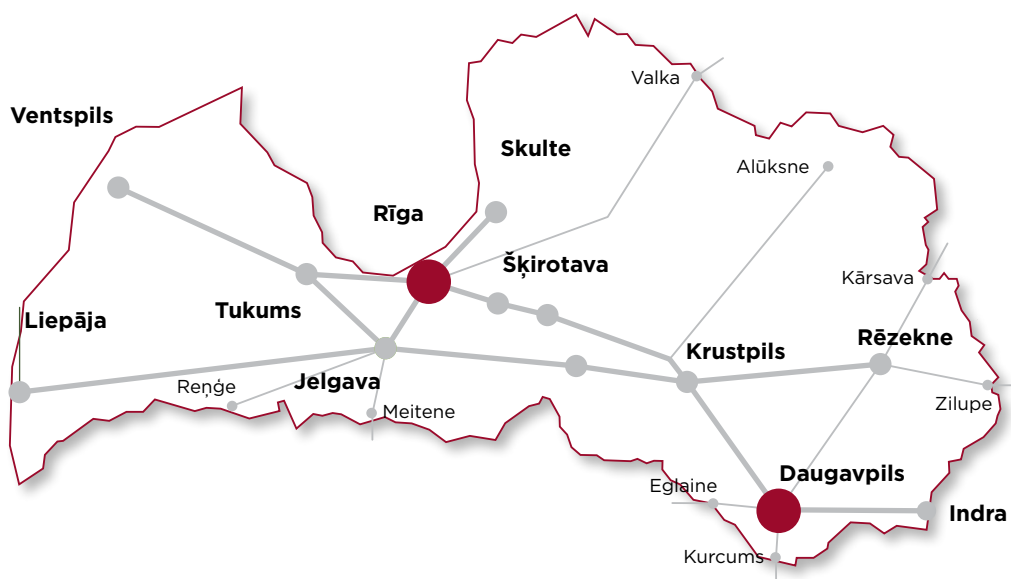 Valka
Ventspils
Skulte
Alūksne
Rīga
Šķirotava
Kārsava
Tukums
Liepāja
Rēzekne
Krustpils
Jelgava
Reņģe
Zilupe
Meitene
Daugavpils
Eglaine
Indra
Kurcums